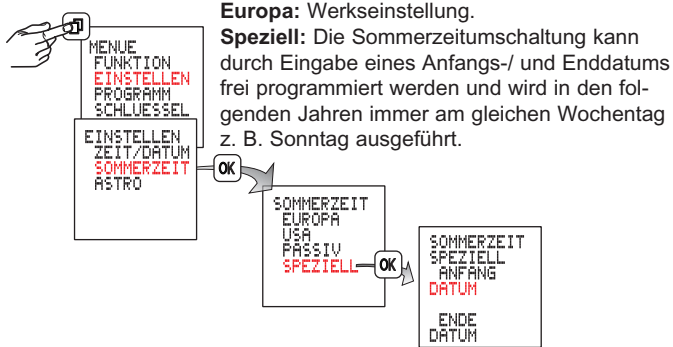 Europa: Werkseinstellung.
Speziell: Die Sommerzeitumschaltung kann
durch Eingabe eines Anfangs-/ und Enddatums
frei programmiert werden und wird in den fol-
genden Jahren immer am gleichen Wochentag
z. B. Sonntag ausgeführt.
MENUE
FUNKTION
EINSTELLEN
PROGRAMM
SCHLUESSEL
EINSTELLEN
ZEIT/DATUM
SOMMERZEIT
ASTRO
OK
SOMMERZEIT
EUROPA
USA
PASSIV
SPEZIELL
OK
SOMMERZEIT
SPEZIELL
ANFANG
DATUM
ENDE
DATUM